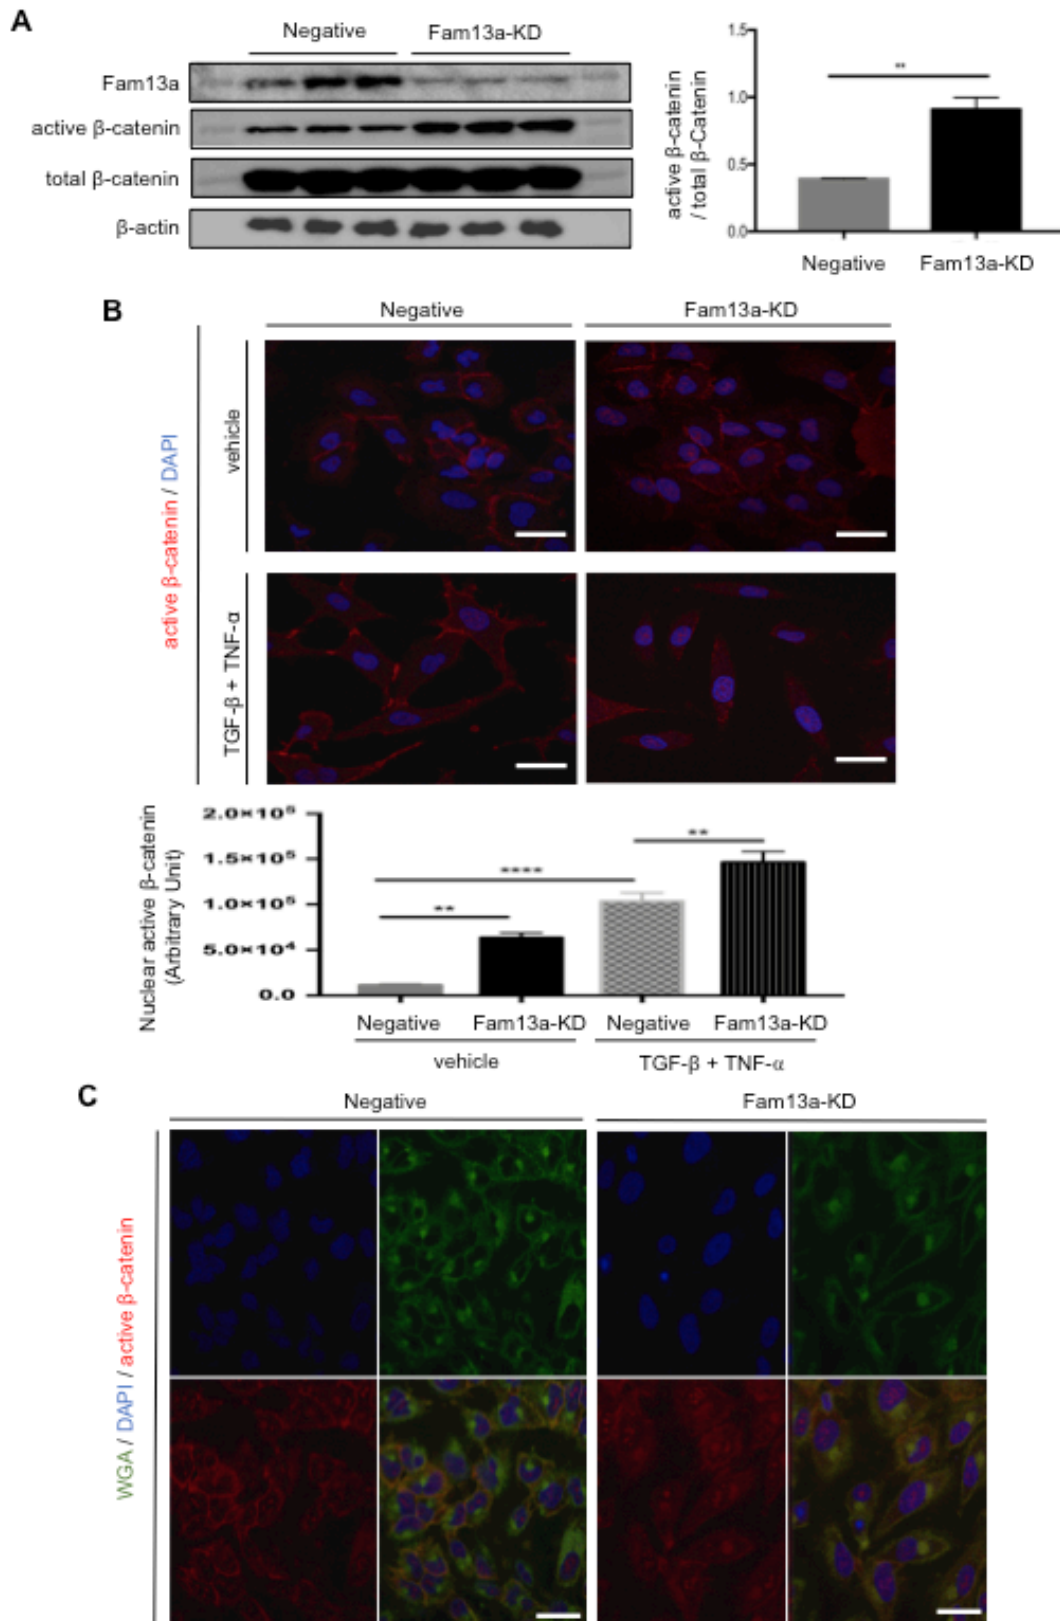 A
Negative
Fam13a-KD
Fam13a
active β-catenin
total β-catenin
β-actin
active β-catenin
/ total β-Catenin
1.5
1.0
0.5
0.0
**
Negative
Fam13a-KD
B
Negative
Fam13a-KD
active β-catenin / DAPI
vehicle
TGF-β + TNF-α
Nuclear active β-catenin
(Arbitrary Unit)
2.0×10⁵
1.5×10⁵
1.0×10⁵
5.0×10⁴
0.0
**
****
**
Negative
Fam13a-KD
Negative
Fam13a-KD
vehicle
TGF-β + TNF-α
C
Negative
Fam13a-KD
WGA / DAPI / active β-catenin